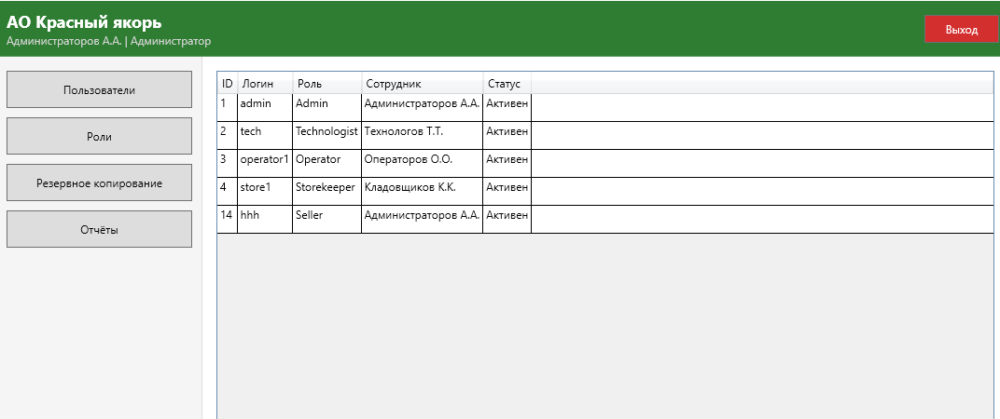 АО Красный якорь
Администраторов А.А. | Администратор
Выход
Пользователи
Роли
Резервное копирование
Отчёты
ID Логин Роль Сотрудник Статус
1 admin Admin Администраторов А.А. Активен
2 tech Technologist Технологов Т.Т. Активен
3 operator1 Operator Операторов О.О. Активен
4 store1 Storekeeper Кладовщиков К.К. Активен
14 hhh Seller Администраторов А.А. Активен